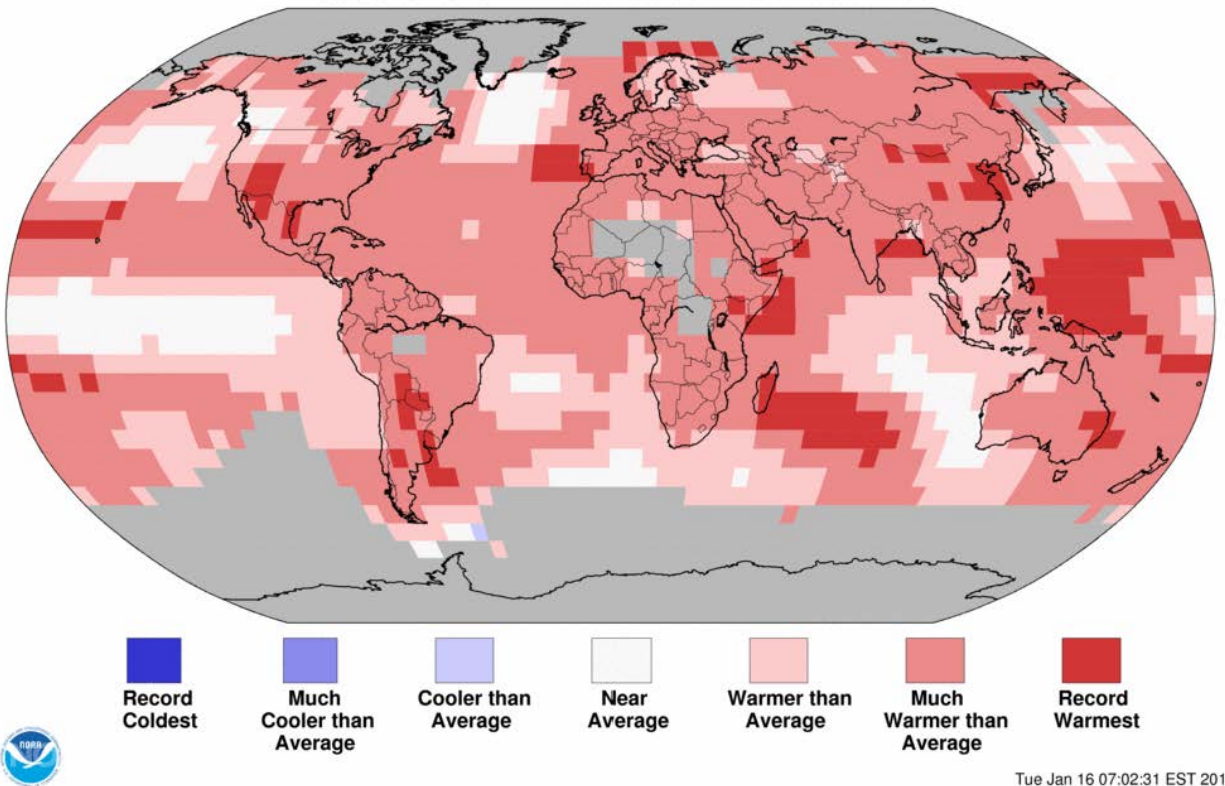 Record
Coldest
Much
Cooler than
Average
Cooler than
Average
Near
Average
Warmer than
Average
Much
Warmer than
Average
Record
Warmest
NOAA
Tue Jan 16 07:02:31 EST 201